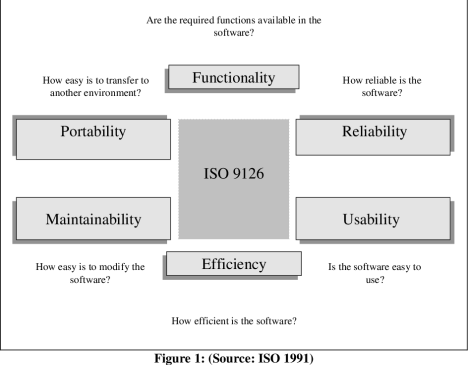 Are the required functions available in the
software?
Functionality
How easy is to transfer to
another environment?
How reliable is the
software?
Portability
Reliability
ISO 9126
Maintainability
Usability
Efficiency
How easy is to modify the
software?
Is the software easy to
use?
How efficient is the software?
Figure 1: (Source: ISO 1991)